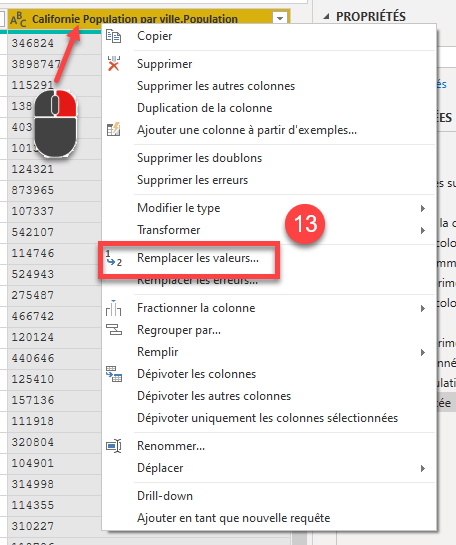 ABC Californie Population par ville.Population
PROPRIÉTÉS
346824
3898747
115291
124321
873965
107337
542107
114746
524943
275487
466742
120124
440646
125410
157136
111918
320804
104901
314998
114355
310227
Copier
Supprimer
Supprimer les autres colonnes
Duplication de la colonne
Ajouter une colonne à partir d'exemples...
Supprimer les doublons
Supprimer les erreurs
Modifier le type
Transformer
13
1 2 Remplacer les valeurs...
Remplacer les erreurs...
Fractionner la colonne
Regrouper par...
Remplir
Dépivoter les colonnes
Dépivoter les autres colonnes
Dépivoter uniquement les colonnes sélectionnées
Renommer...
Déplacer
Drill-down
Ajouter en tant que nouvelle requête